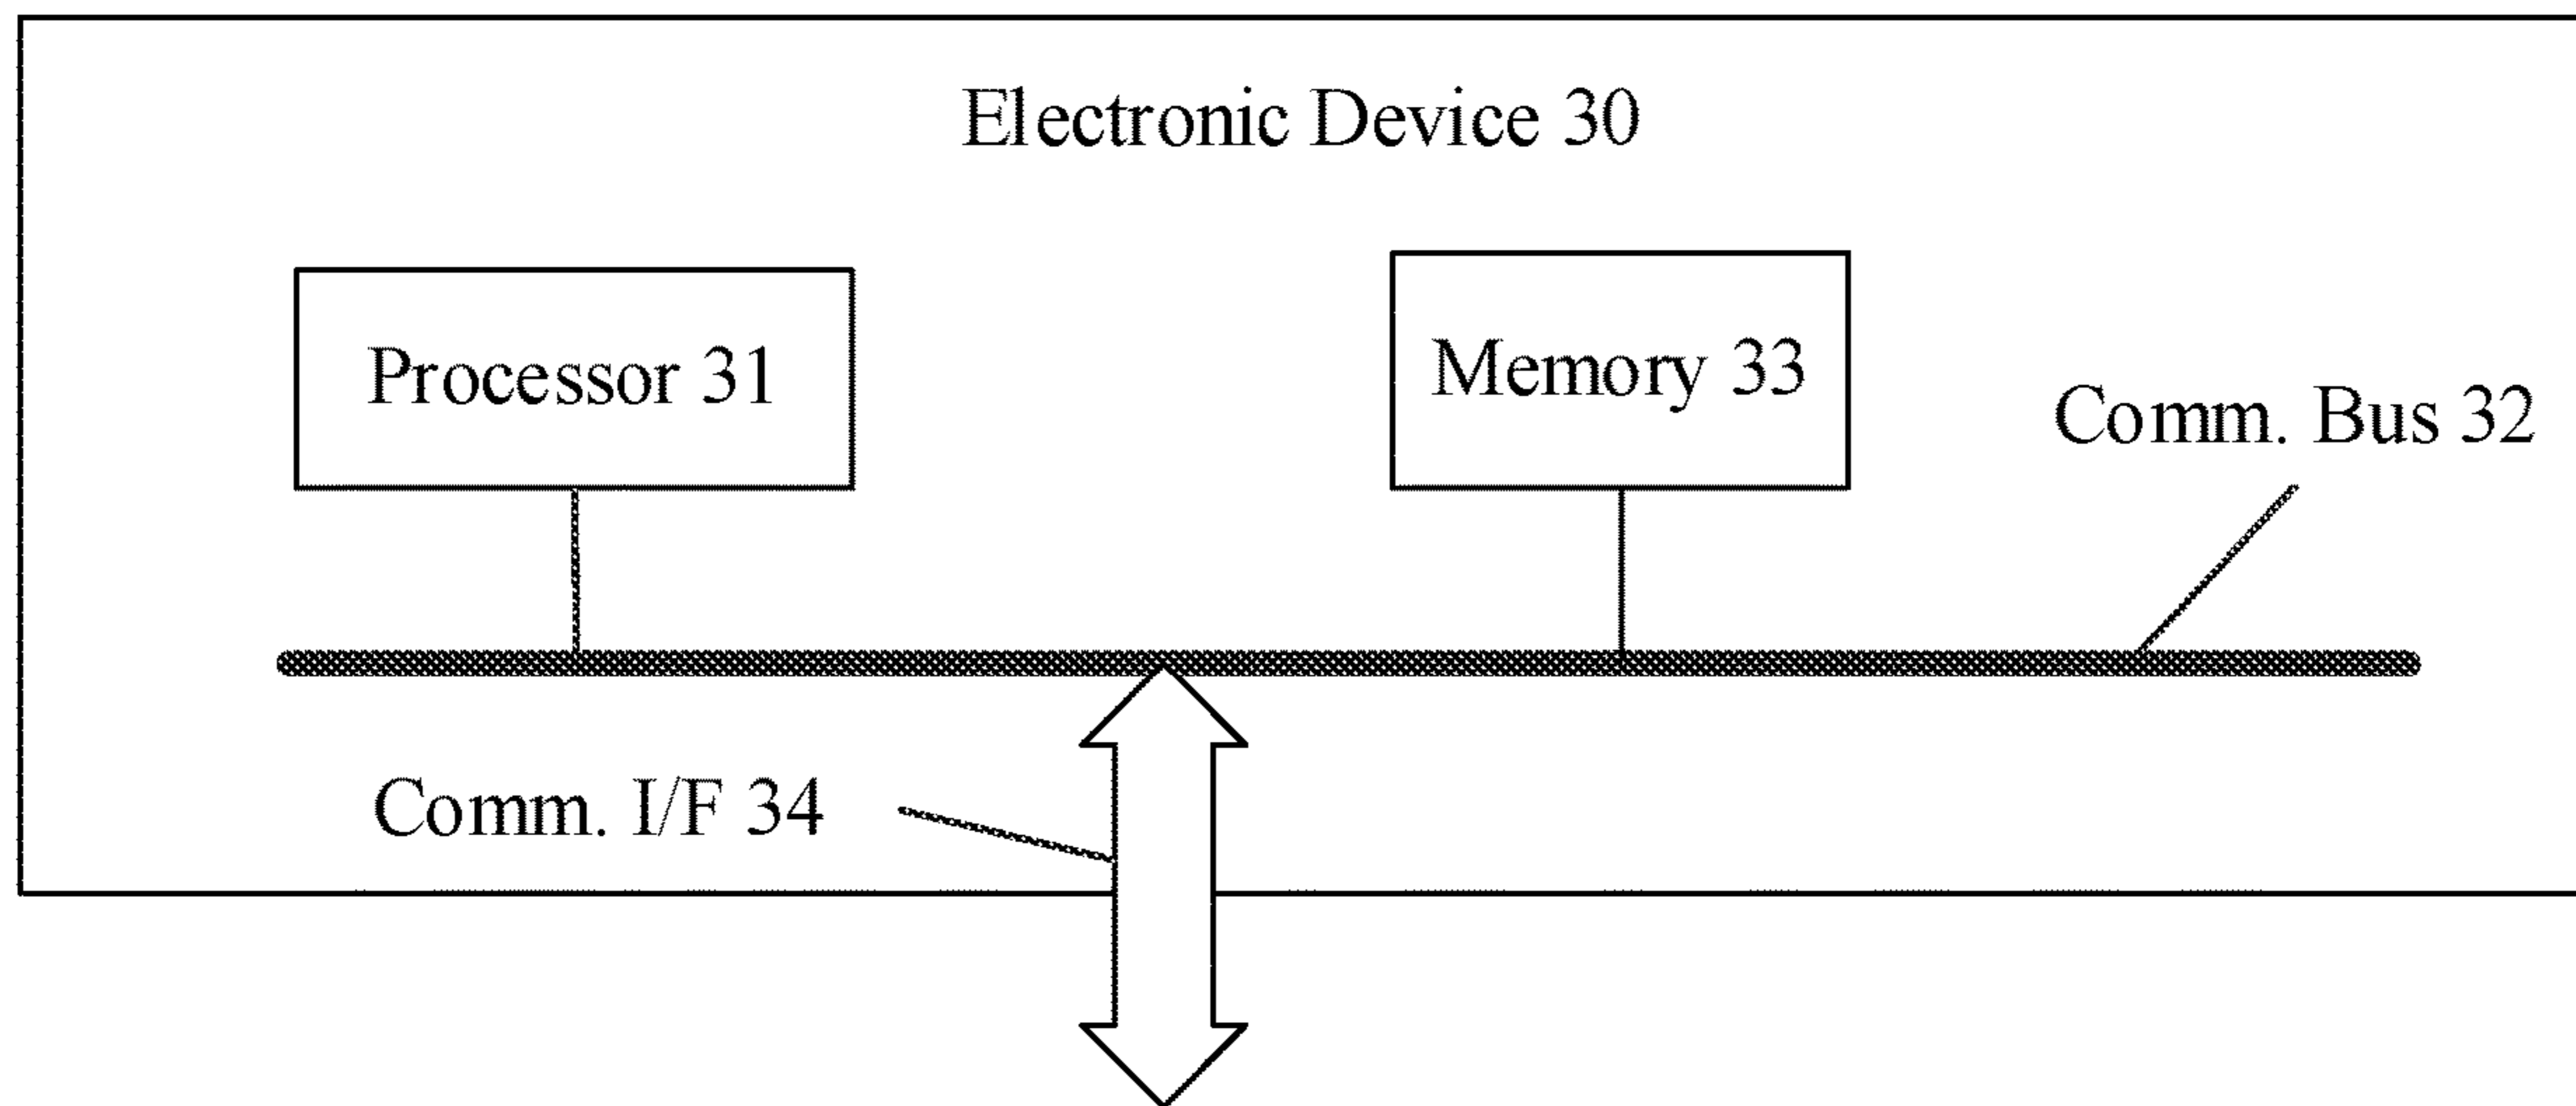 Electronic Device 30
Processor 31
Memory 33
Comm. Bus 32
Comm. I/F 34